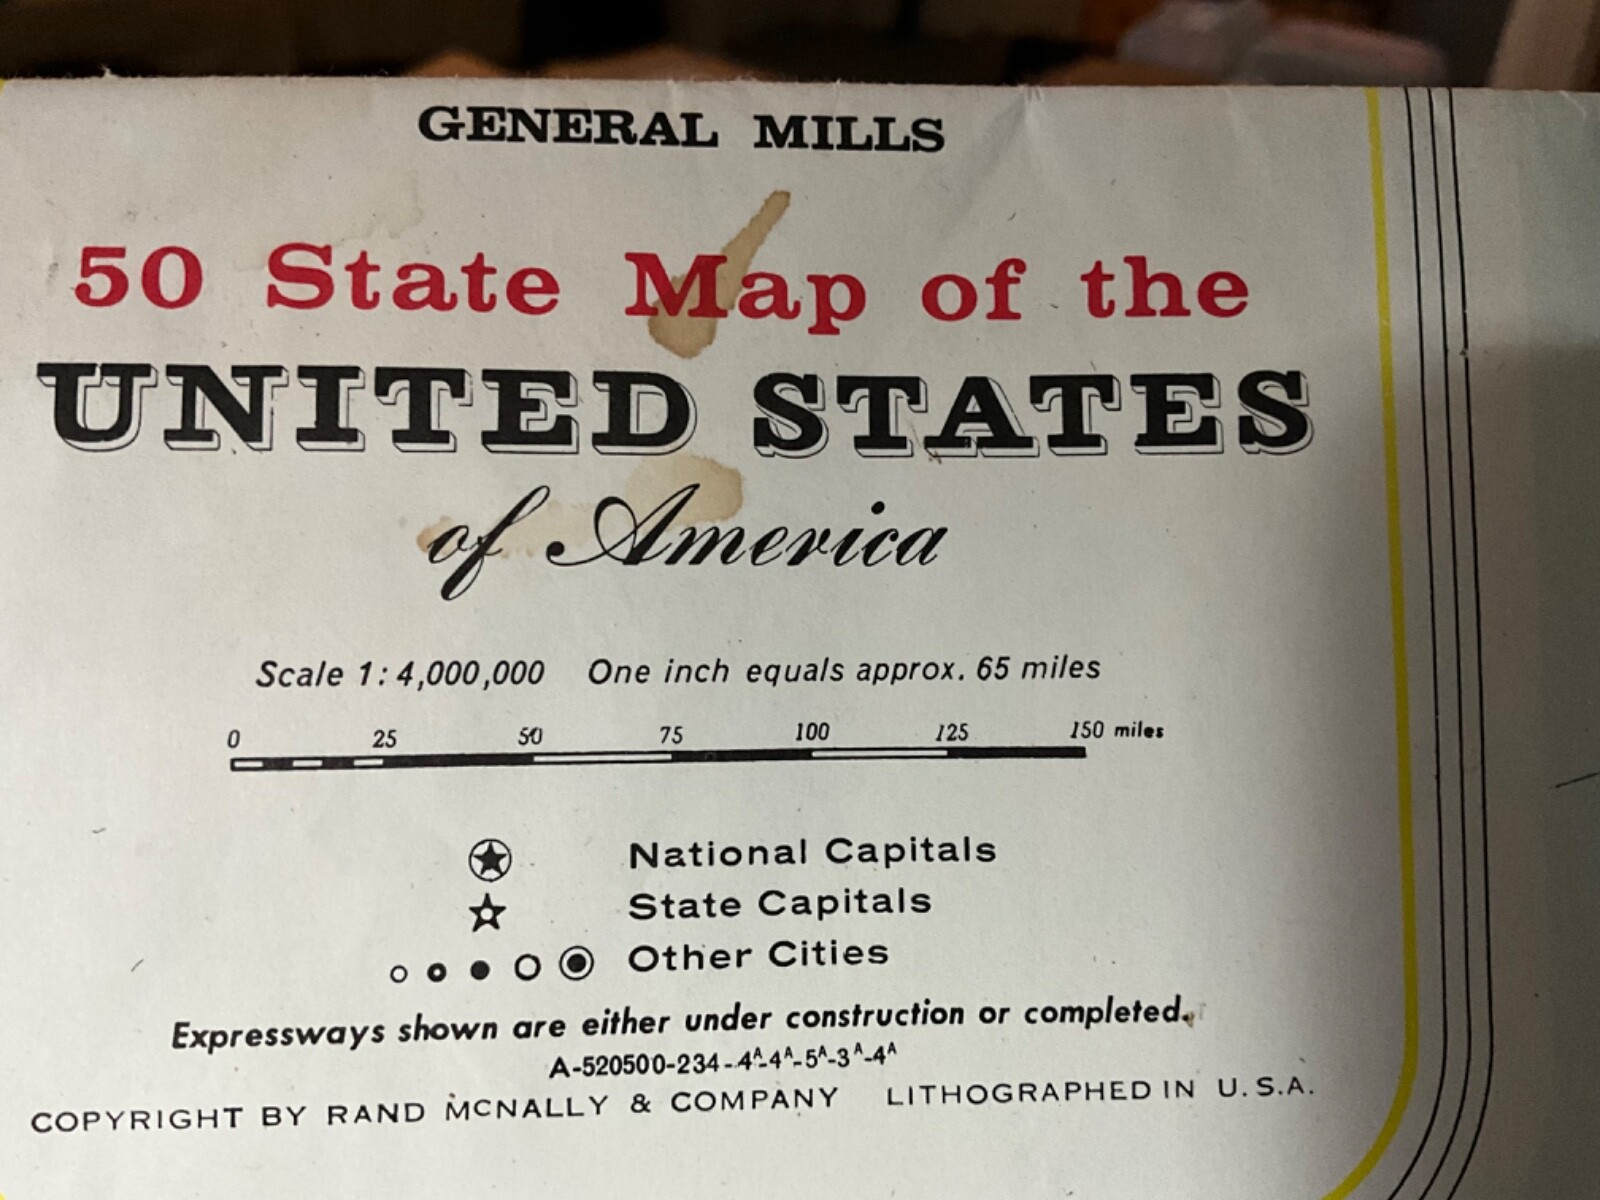 GENERAL MILLS
50 State Map of the
UNITED STATES
of America
Scale 1:4,000,000 One inch equals approx. 65 miles
0 25 50 75 100 125 150 miles
National Capitals
State Capitals
Other Cities
Expressways shown are either under construction or completed.
A-520500-234-4ᴬ-4ᴬ-5ᴬ-3ᴬ-4ᴬ
COPYRIGHT BY RAND MCNALLY & COMPANY LITHOGRAPHED IN U.S.A.